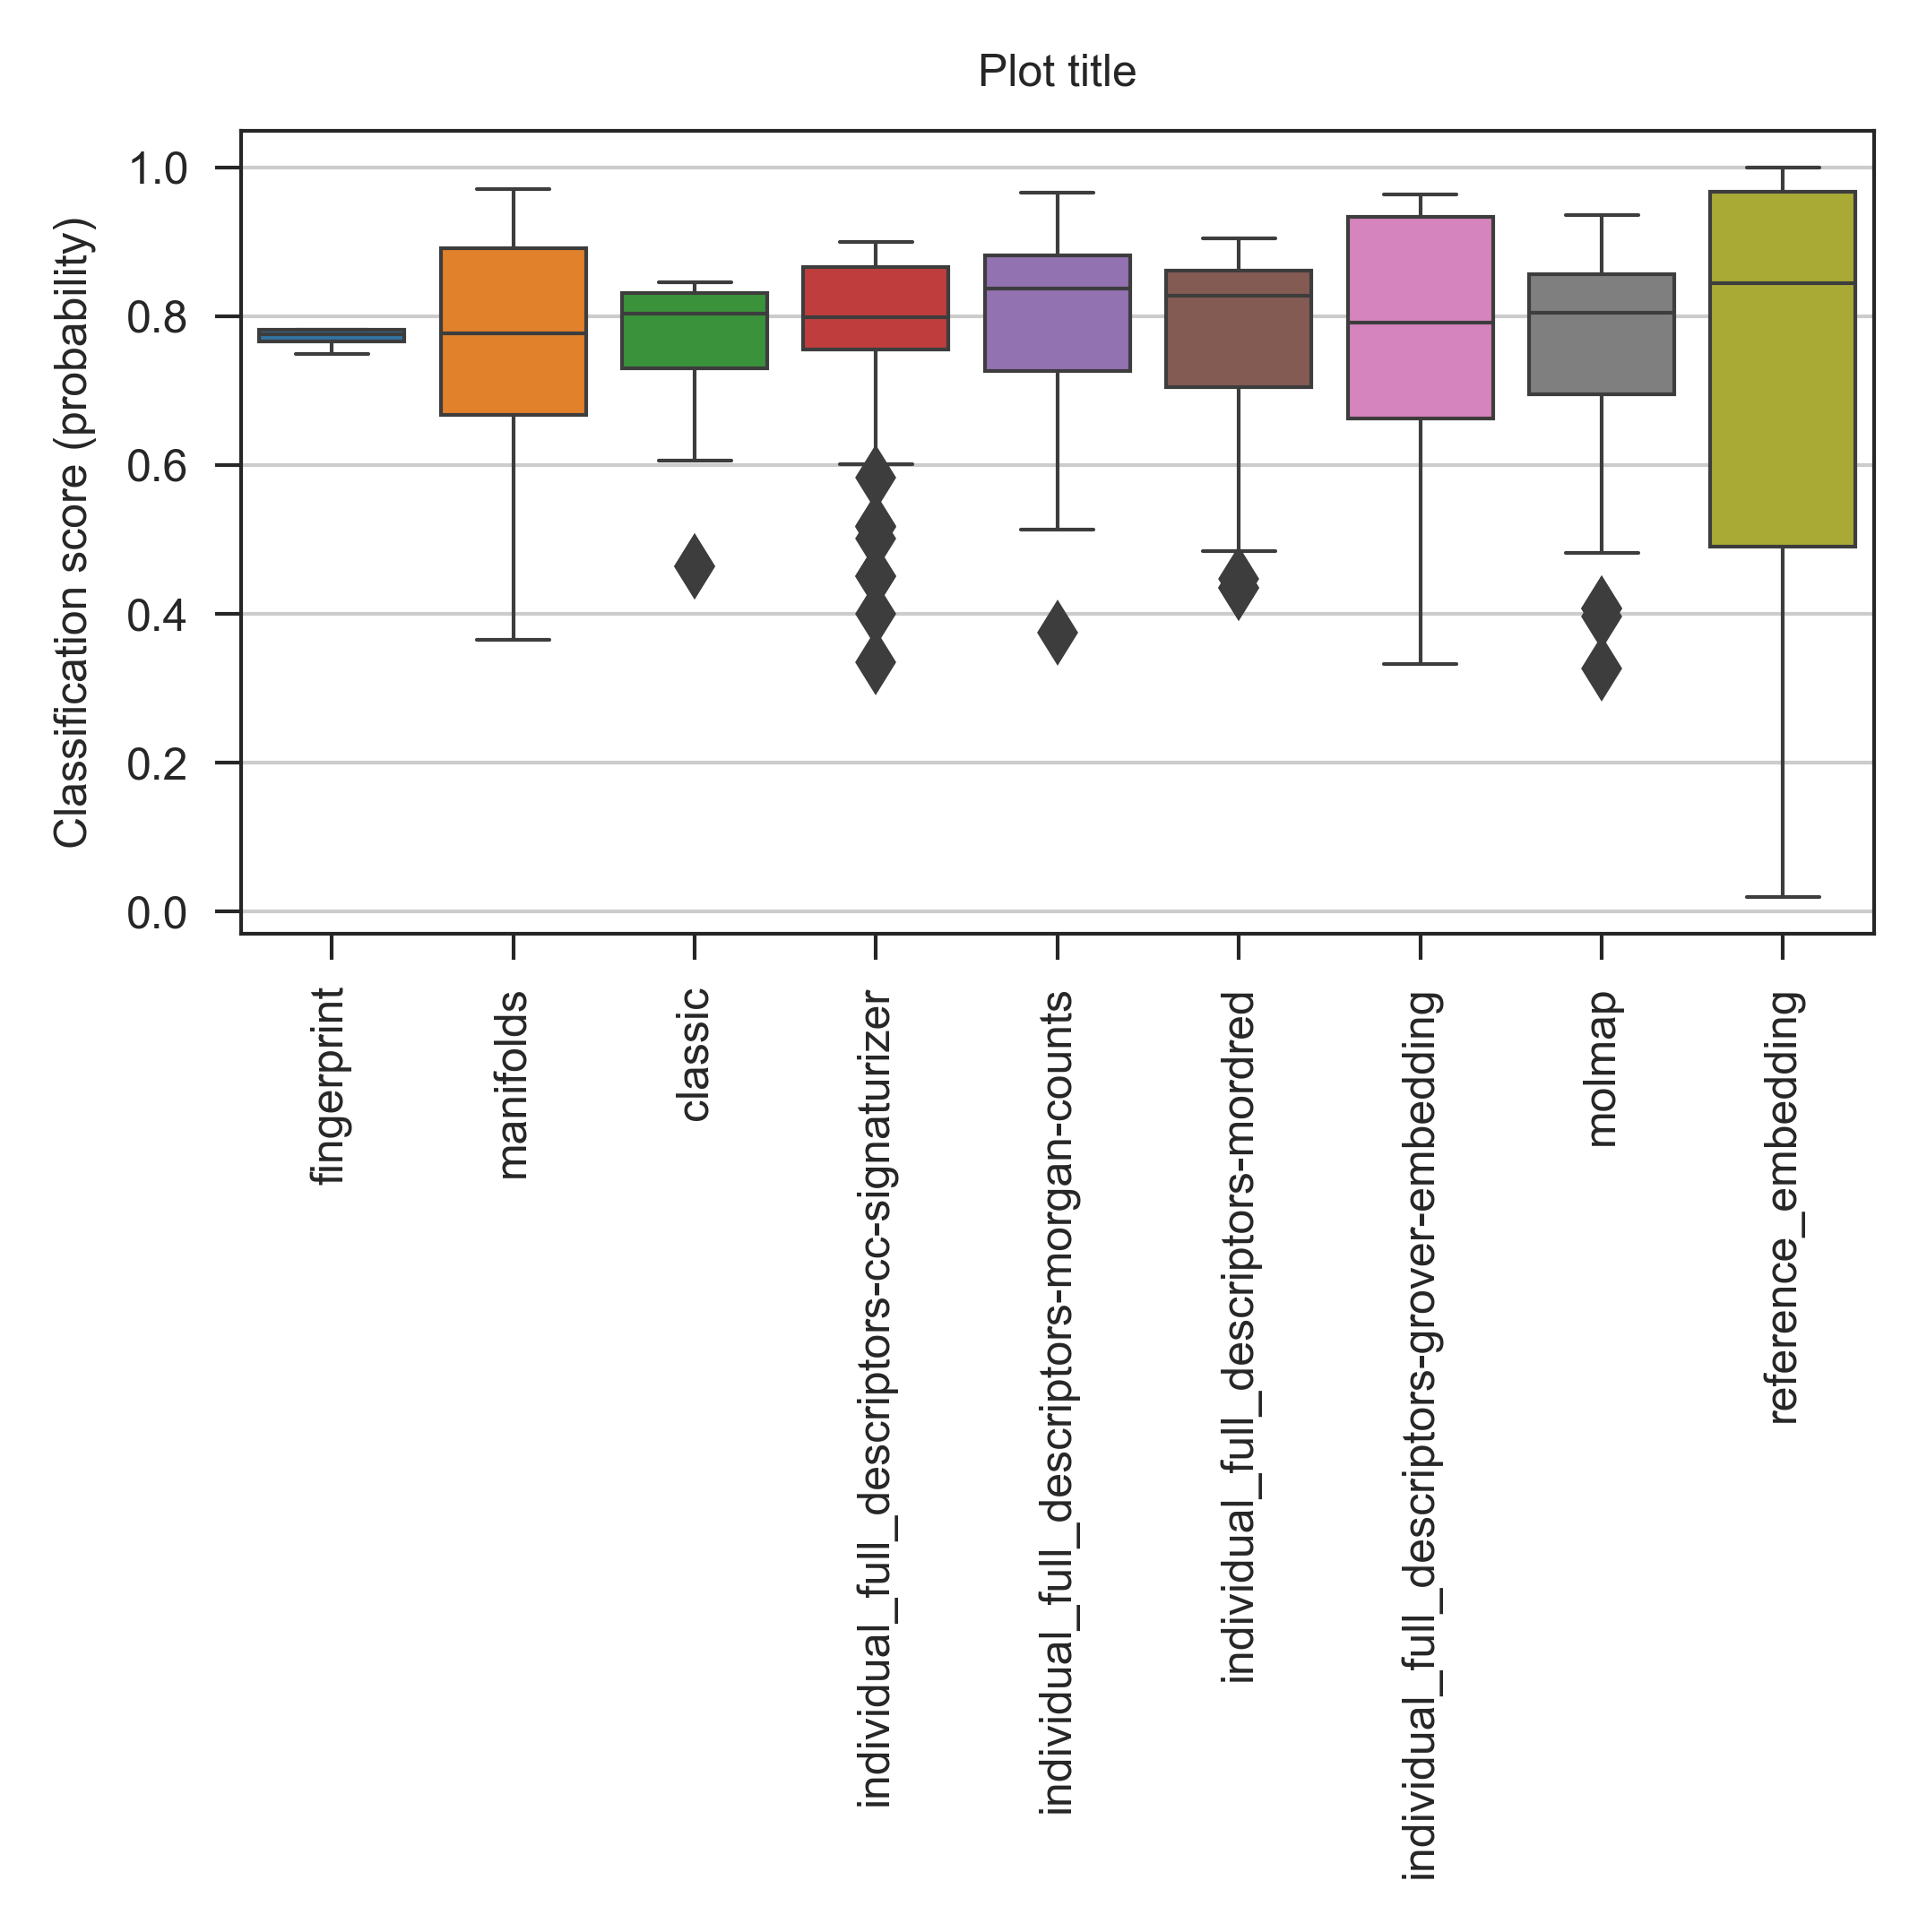 Plot title
Classification score (probability)
1.0
0.8
0.6
0.4
0.2
0.0
fingerprint
manifolds
classic
individual_full_descriptors-cc-signaturizer
individual_full_descriptors-morgan-counts
individual_full_descriptors-mordred
individual_full_descriptors-grover-embedding
molmap
reference_embedding